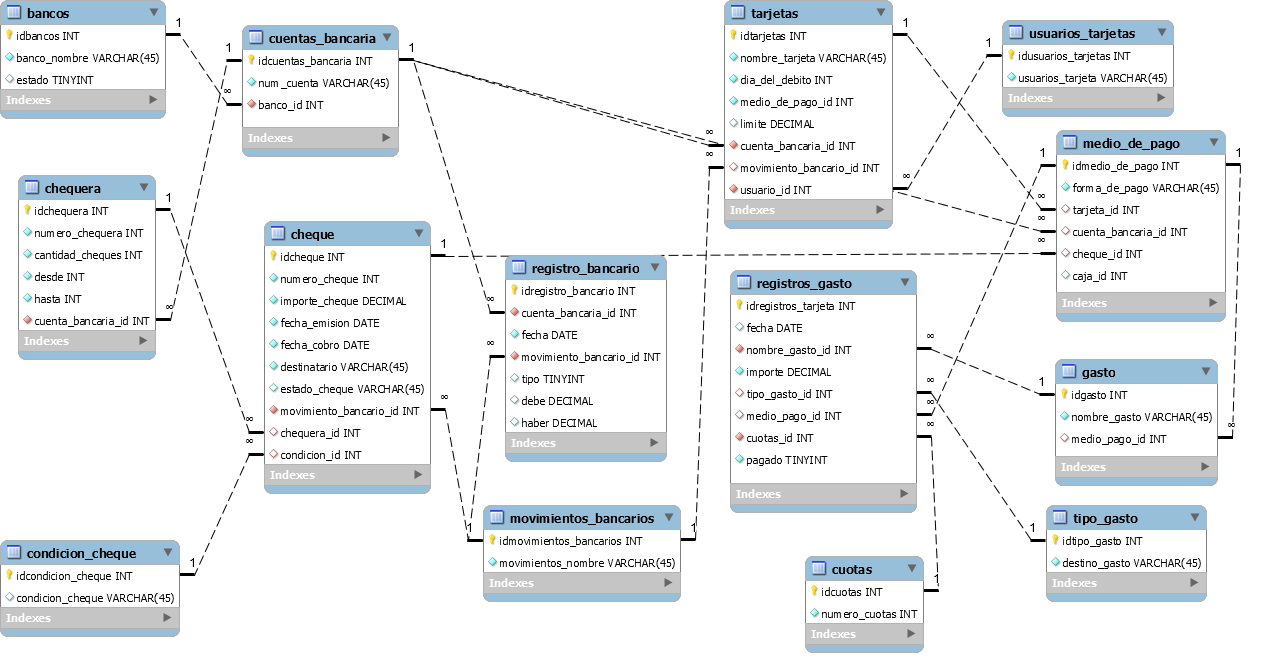 bancos
idbancos INT
banco_nombre VARCHAR(45)
estado TINYINT
Indexes
1
∞
cuentas_bancaria
idcuentas_bancaria INT
num_cuenta VARCHAR(45)
banco_id INT
Indexes
1
1
tarjetas
idtarjetas INT
nombre_tarjeta VARCHAR(45)
dia_del_debito INT
medio_de_pago_id INT
limite DECIMAL
cuenta_bancaria_id INT
movimiento_bancario_id INT
usuario_id INT
Indexes
∞
∞
1
∞
usuarios_tarjetas
idusuarios_tarjetas INT
usuarios_tarjeta VARCHAR(45)
Indexes
1
medio_de_pago
idmedio_de_pago INT
forma_de_pago VARCHAR(45)
tarjeta_id INT
cuenta_bancaria_id INT
cheque_id INT
caja_id INT
Indexes
1
1
∞
∞
∞
chequera
idchequera INT
numero_chequera INT
cantidad_cheques INT
desde INT
hasta INT
cuenta_bancaria_id INT
Indexes
1
∞
cheque
idcheque INT
numero_cheque INT
importe_cheque DECIMAL
fecha_emision DATE
fecha_cobro DATE
destinatario VARCHAR(45)
estado_cheque VARCHAR(45)
movimiento_bancario_id INT
chequera_id INT
condicion_id INT
Indexes
1
∞
∞
∞
registro_bancario
idregistro_bancario INT
cuenta_bancaria_id INT
fecha DATE
movimiento_bancario_id INT
tipo TINYINT
debe DECIMAL
haber DECIMAL
Indexes
∞
∞
registros_gasto
idregistros_tarjeta INT
fecha DATE
nombre_gasto_id INT
importe DECIMAL
tipo_gasto_id INT
medio_pago_id INT
cuotas_id INT
pagado TINYINT
Indexes
∞
∞
∞
∞
gasto
idgasto INT
nombre_gasto VARCHAR(45)
medio_pago_id INT
Indexes
1
∞
condicion_cheque
idcondicion_cheque INT
condicion_cheque VARCHAR(45)
Indexes
1
movimientos_bancarios
idmovimientos_bancarios INT
movimientos_nombre VARCHAR(45)
Indexes
1
1
cuotas
idcuotas INT
numero_cuotas INT
Indexes
1
tipo_gasto
idtipo_gasto INT
destino_gasto VARCHAR(45)
Indexes
1